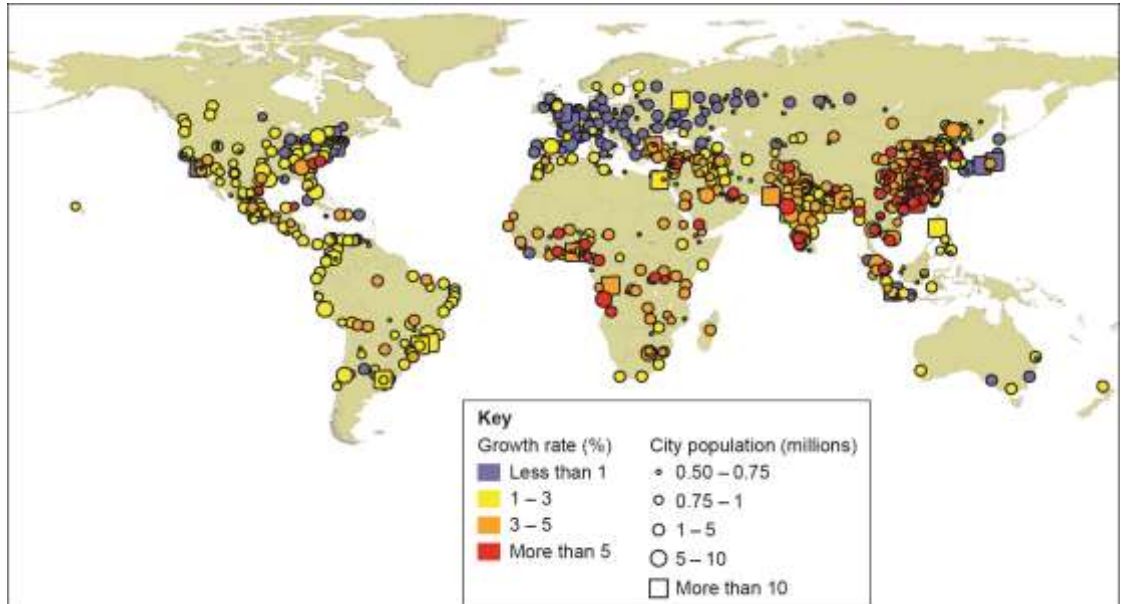 Key
Growth rate (%)
Less than 1
1 – 3
3 – 5
More than 5
City population (millions)
0.50 – 0.75
0.75 – 1
1 – 5
5 – 10
More than 10